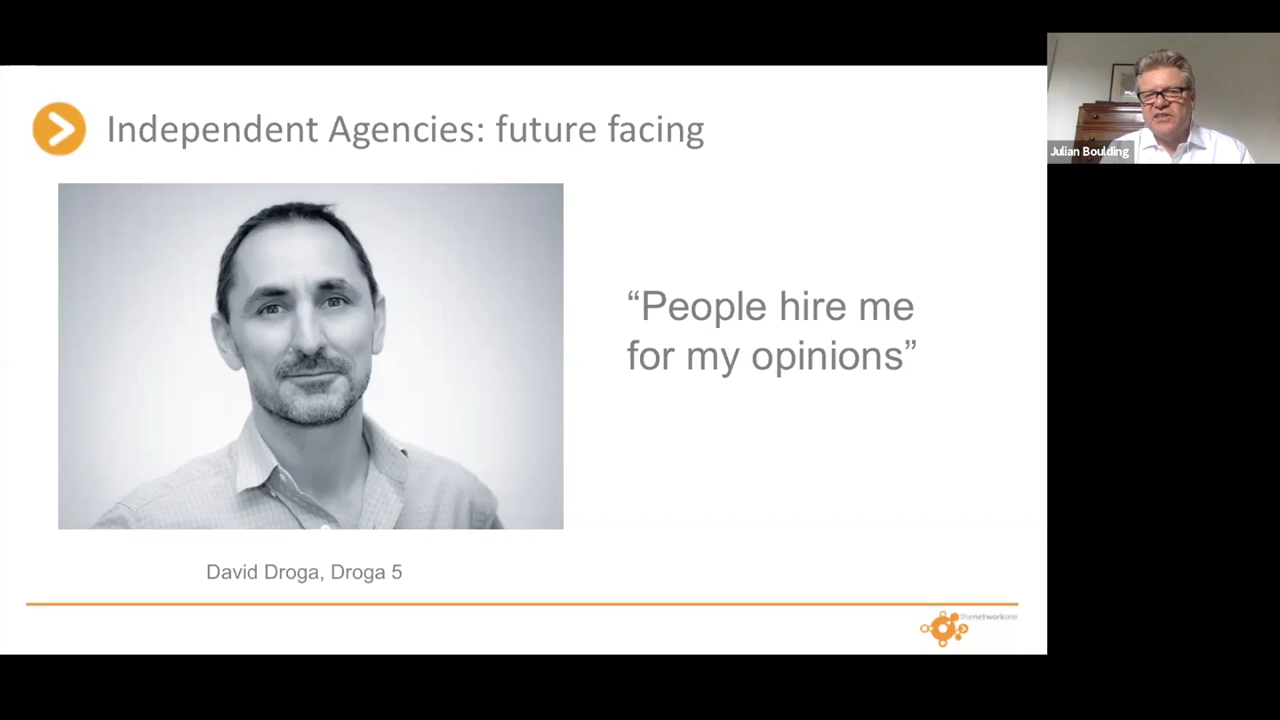 Independent Agencies: future facing
“People hire me
for my opinions”
David Droga, Droga 5
thenetworkone
Julian Boulding